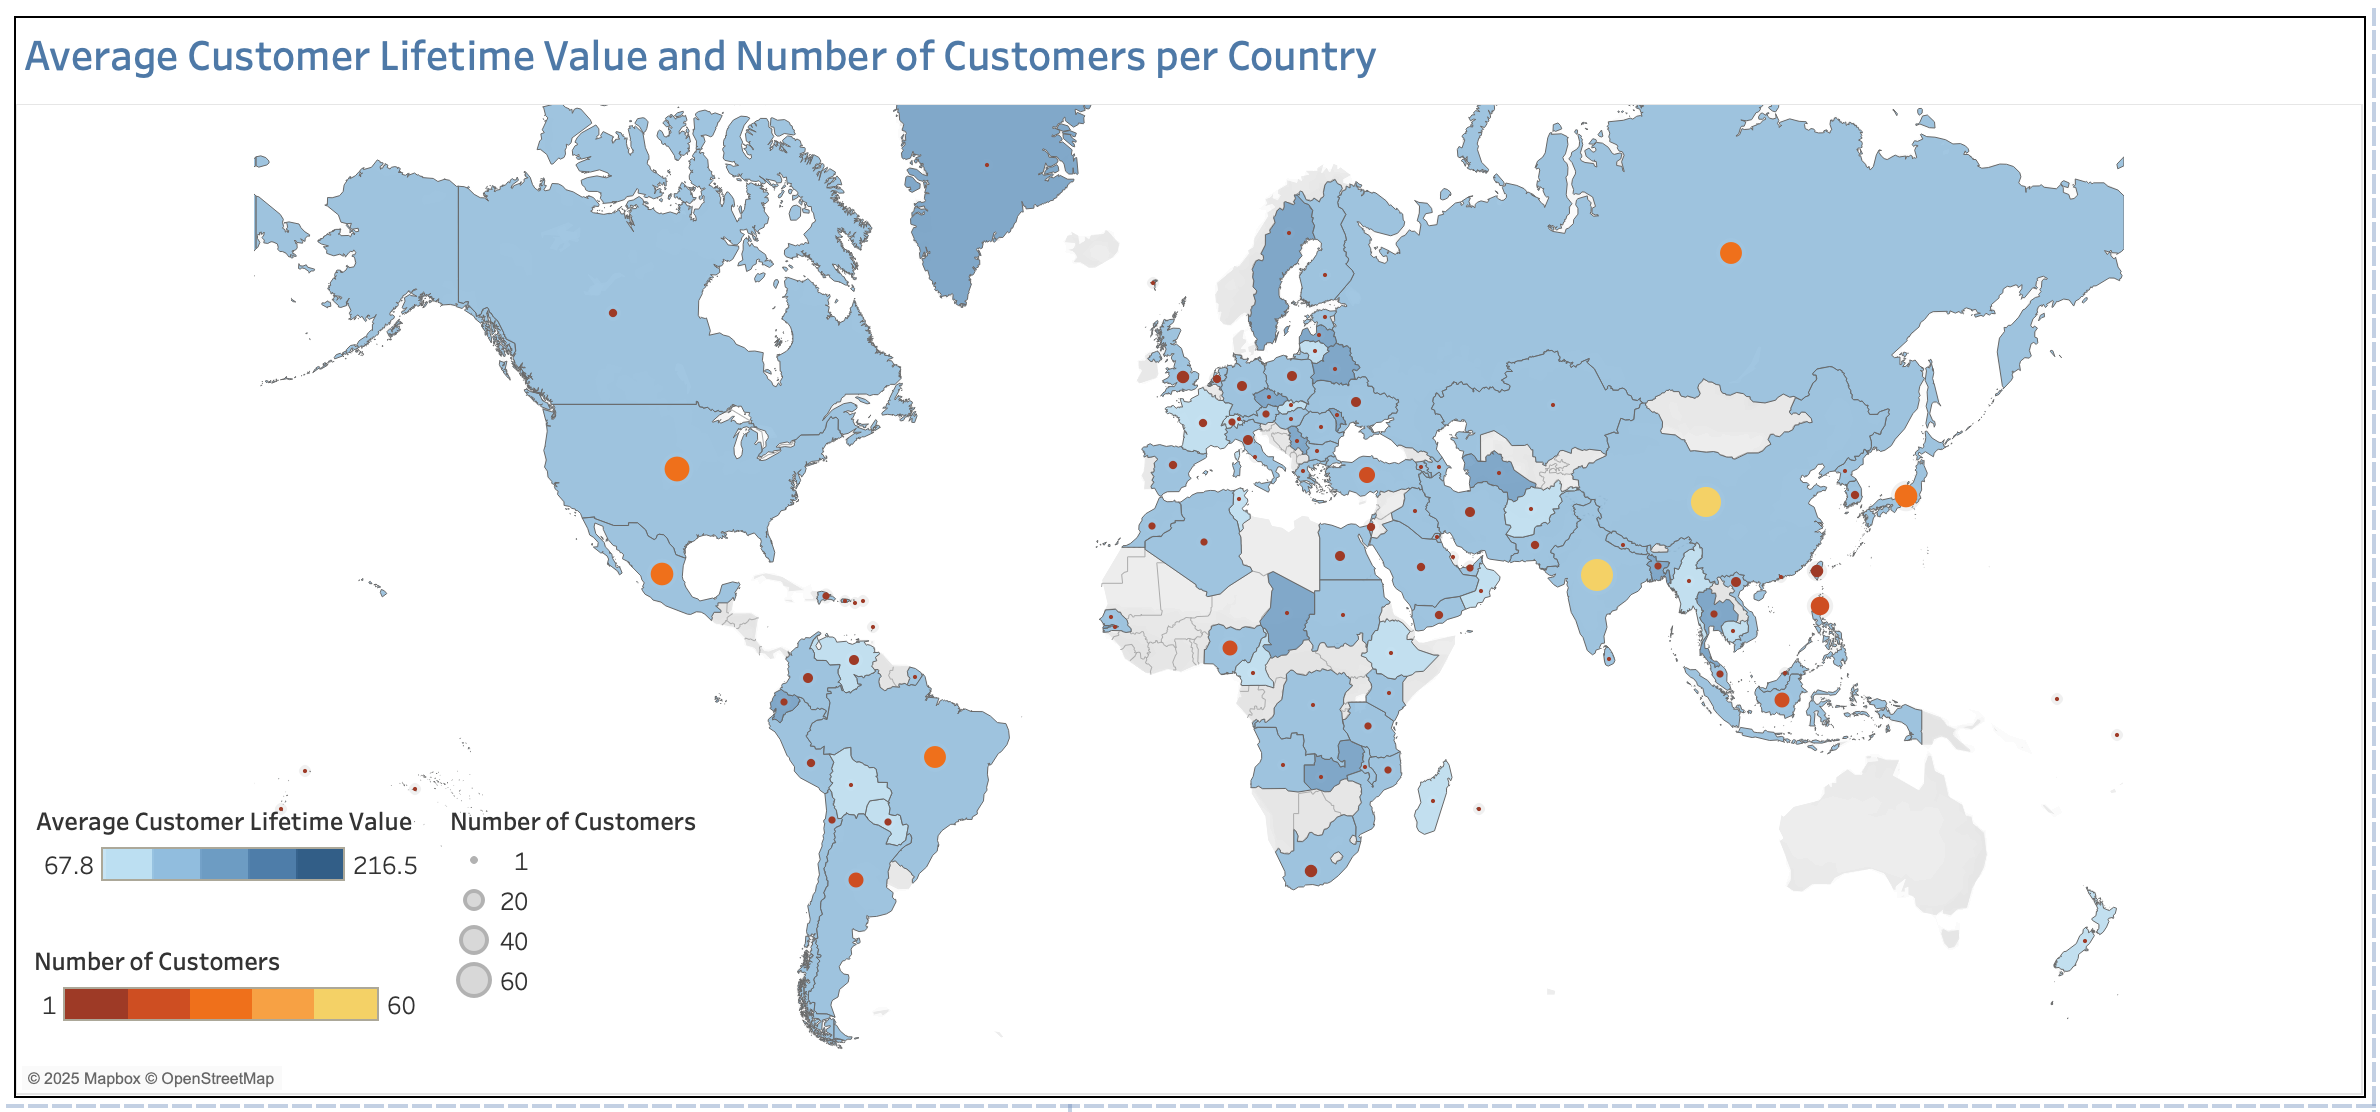 Average Customer Lifetime Value and Number of Customers per Country
Average Customer Lifetime Value
67.8 216.5
Number of Customers
1 60
Number of Customers
1
20
40
60
© 2025 Mapbox © OpenStreetMap